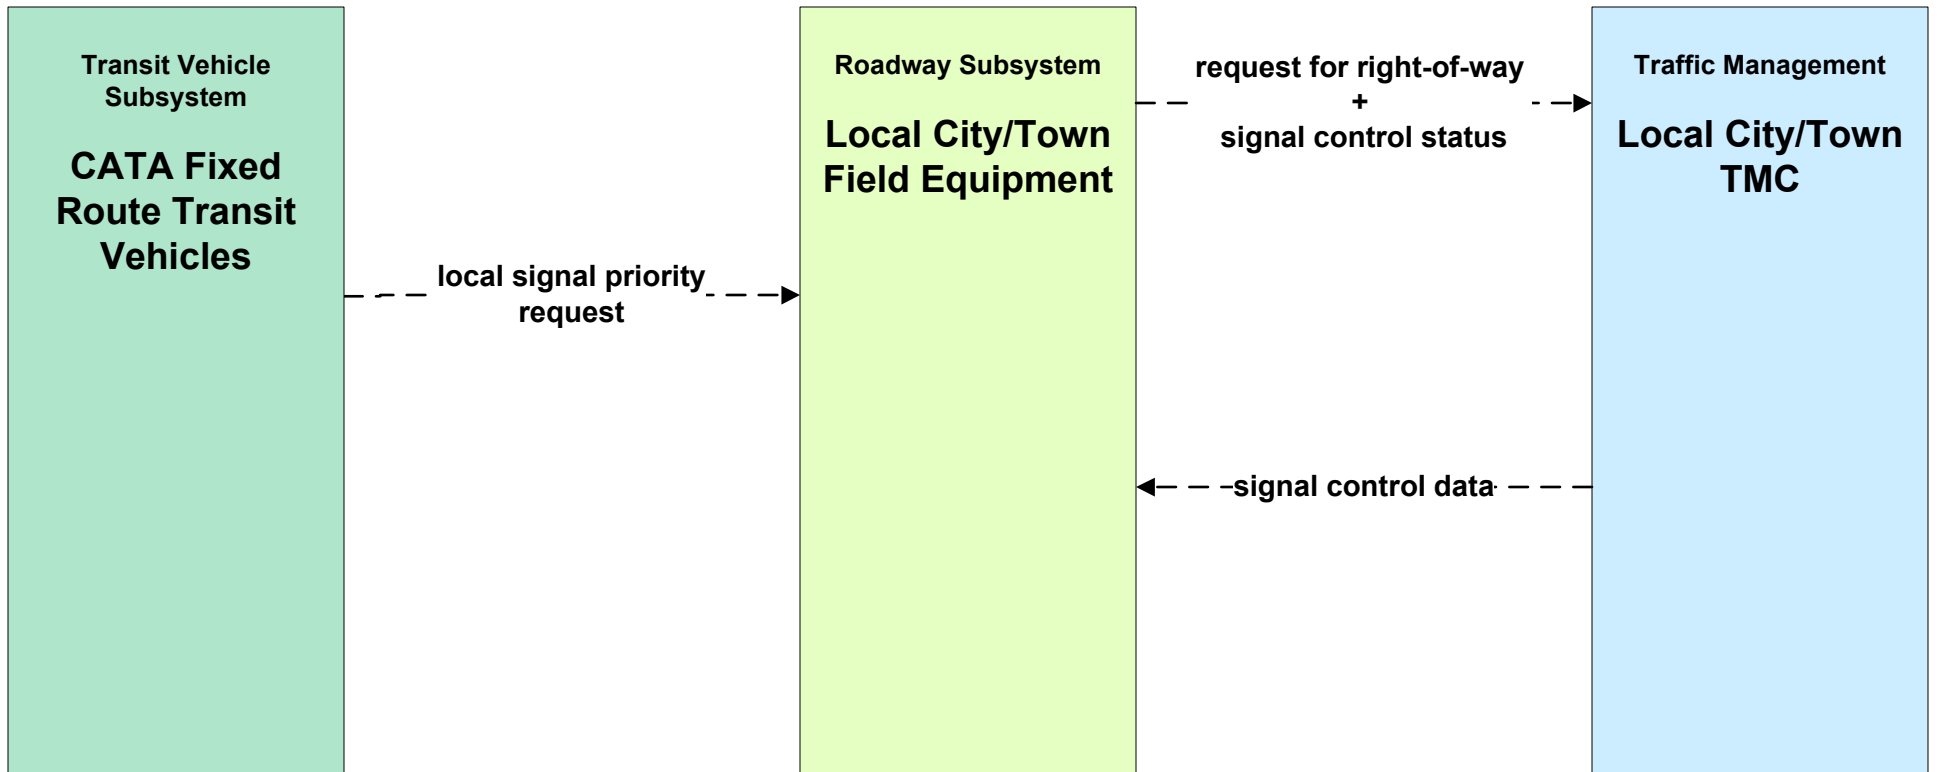 Transit Vehicle
Subsystem
CATA Fixed
Route Transit
Vehicles
local signal priority
request
Roadway Subsystem
Local City/Town
Field Equipment
request for right-of-way
+
signal control status
signal control data
Traffic Management
Local City/Town
TMC